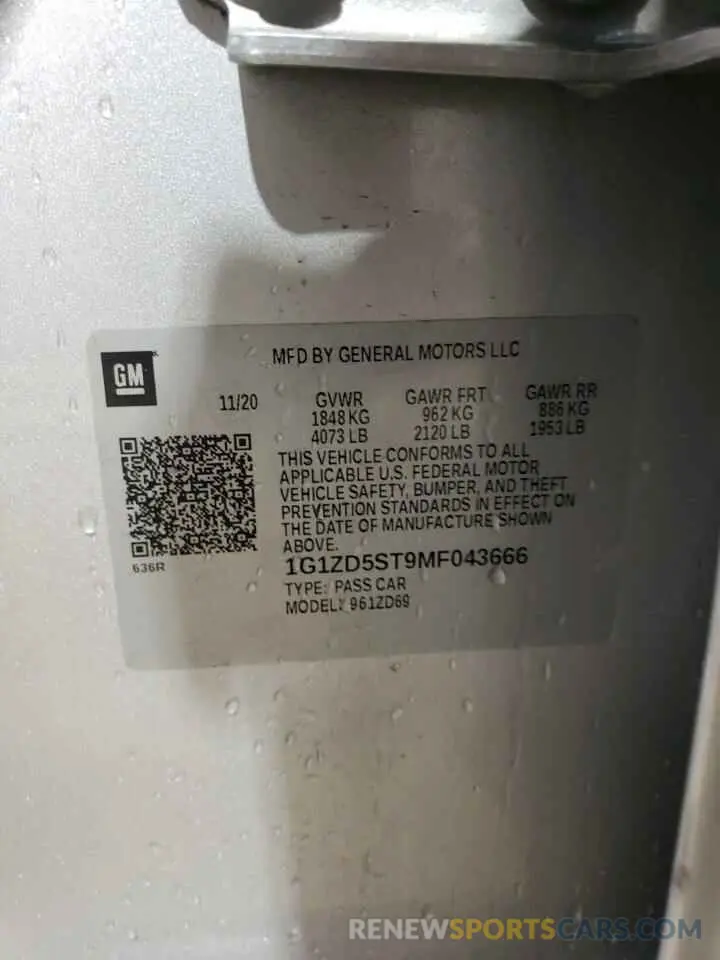 MFD BY GENERAL MOTORS LLC
GM
11/20 GVWR GAWR FRT GAWR RR
1848 KG 962 KG 886 KG
4073 LB 2120 LB 1953 LB
THIS VEHICLE CONFORMS TO ALL
APPLICABLE U.S. FEDERAL MOTOR
VEHICLE SAFETY, BUMPER, AND THEFT
PREVENTION STANDARDS IN EFFECT ON
THE DATE OF MANUFACTURE SHOWN
ABOVE.
636R
1G1ZD5ST9MF043666
TYPE: PASS CAR
MODEL: 961ZD69
RENEWSPORTSCARS.COM